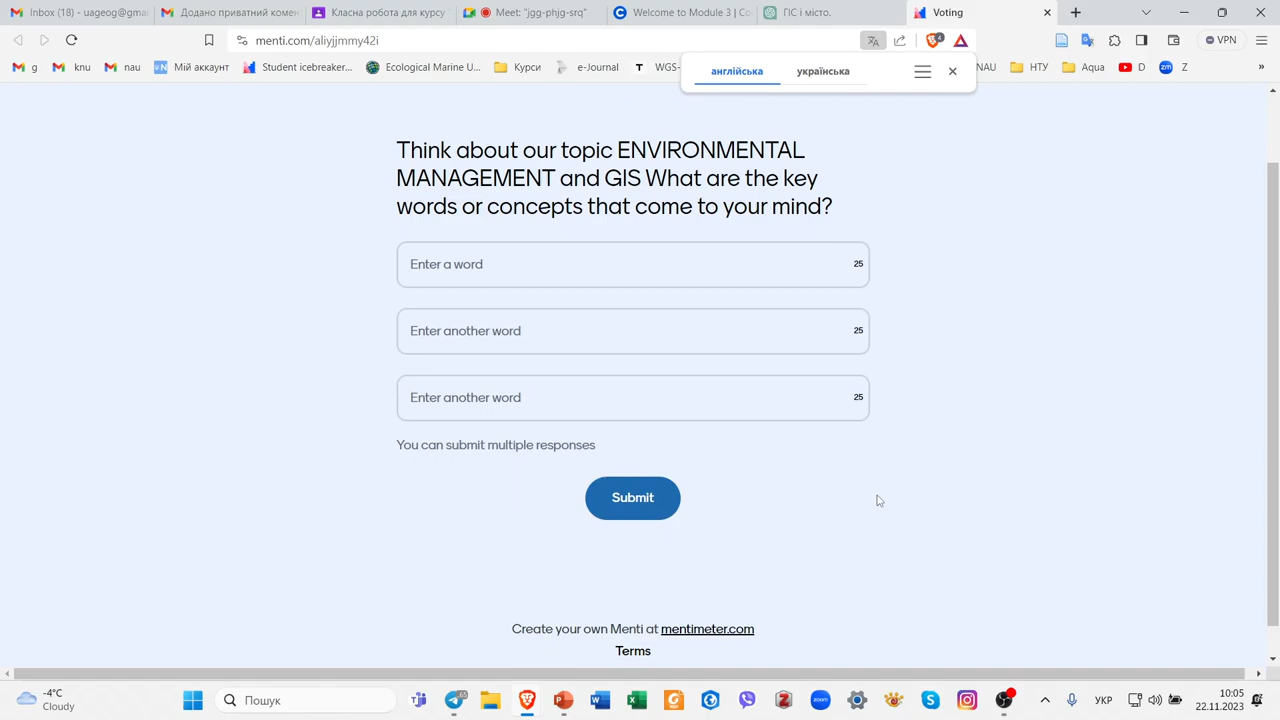 Inbox (18) - uageog@gmail
Додано приватний комен
Класна робота для курсу "
Meet: "jgg-phjg-srq"
Welcome to Module 3 | Co
ГІС і місто.
Voting
menti.com/aliyjjmmy42i
4
VPN
g
knu
nau
Мій аккаунт
Student icebreaker...
Ecological Marine U...
Курси
e-Journal
WGS-
NAU
НТУ
Aqua
D
Z
»
англійська
українська
Think about our topic ENVIRONMENTAL
MANAGEMENT and GIS What are the key
words or concepts that come to your mind?
Enter a word
25
Enter another word
25
Enter another word
25
You can submit multiple responses
Submit
Create your own Menti at mentimeter.com
Terms
-4°C
Cloudy
Пошук
65
zoom
УКР
10:05
22.11.2023